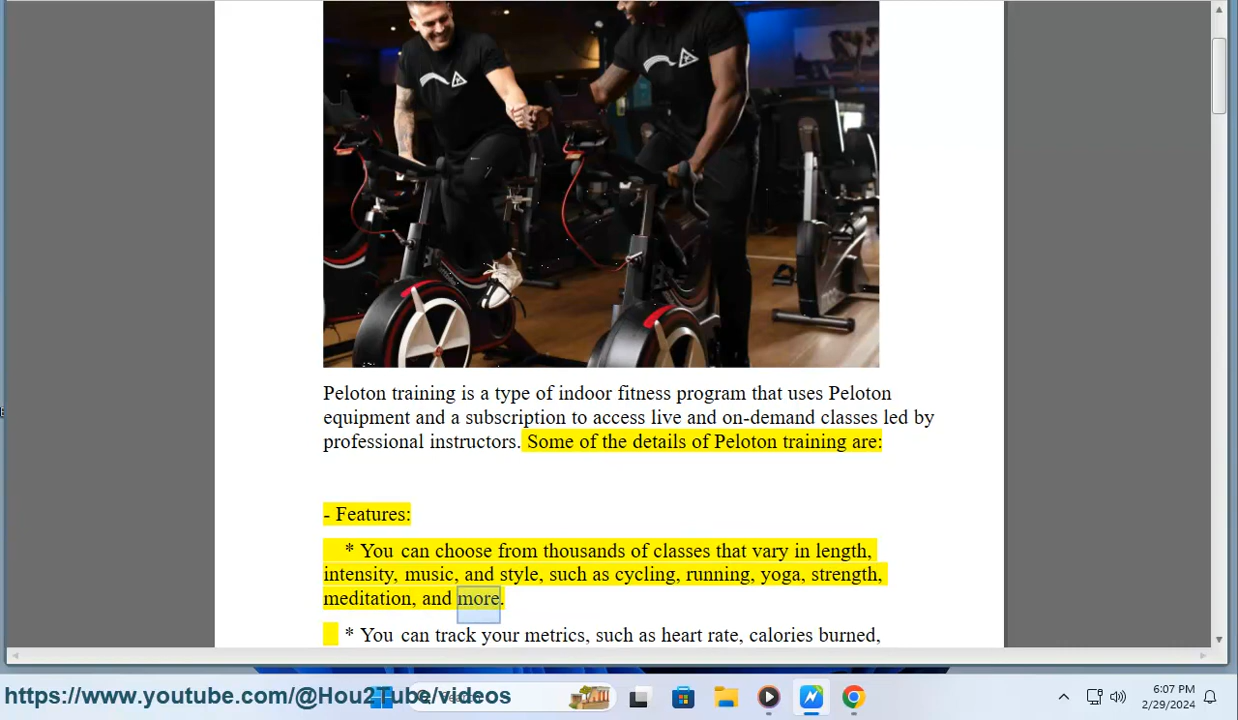 Peloton training is a type of indoor fitness program that uses Peloton
equipment and a subscription to access live and on-demand classes led by
professional instructors. Some of the details of Peloton training are:
- Features:
* You can choose from thousands of classes that vary in length,
intensity, music, and style, such as cycling, running, yoga, strength,
meditation, and more.
* You can track your metrics, such as heart rate, calories burned,
https://www.youtube.com/@Hou2Tube/videos
6:07 PM
2/29/2024